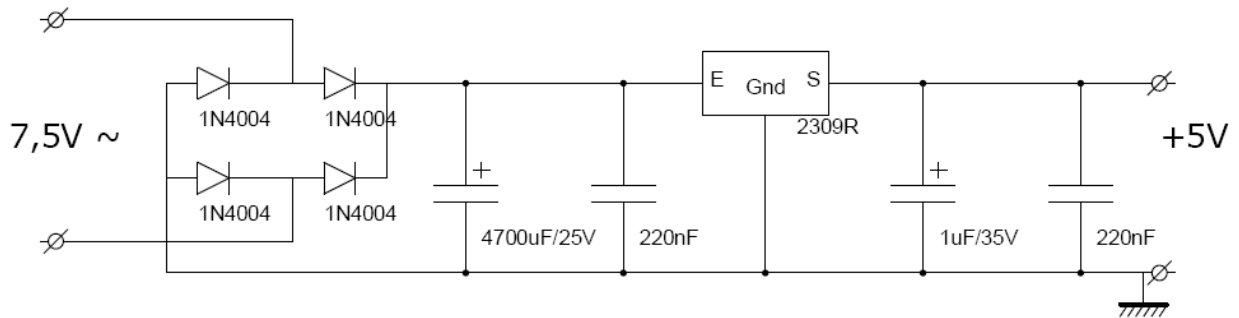 E Gnd S
1N4004 1N4004
2309R
7,5V ~
+5V
+
+
1N4004 1N4004
4700uF/25V
220nF
1uF/35V
220nF